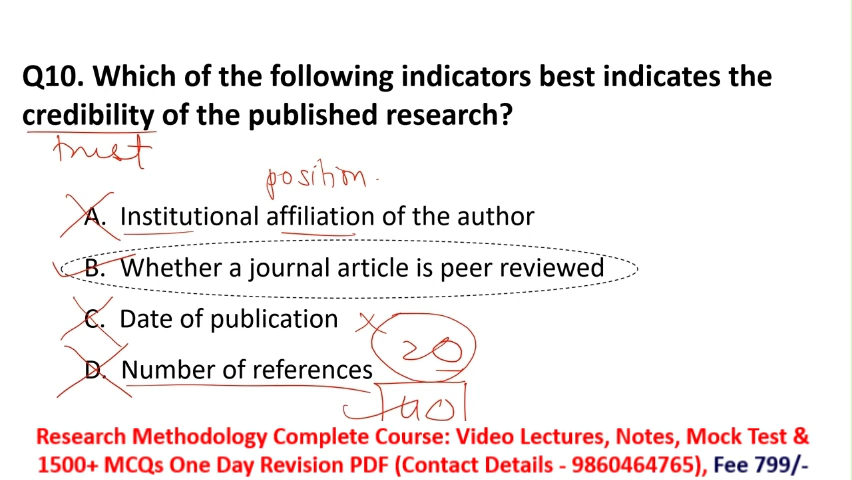 Q10. Which of the following indicators best indicates the
credibility of the published research?
trust
position.
A. Institutional affiliation of the author
B. Whether a journal article is peer reviewed
C. Date of publication
20
D. Number of references
40
Research Methodology Complete Course: Video Lectures, Notes, Mock Test &
1500+ MCQs One Day Revision PDF (Contact Details - 9860464765), Fee 799/-